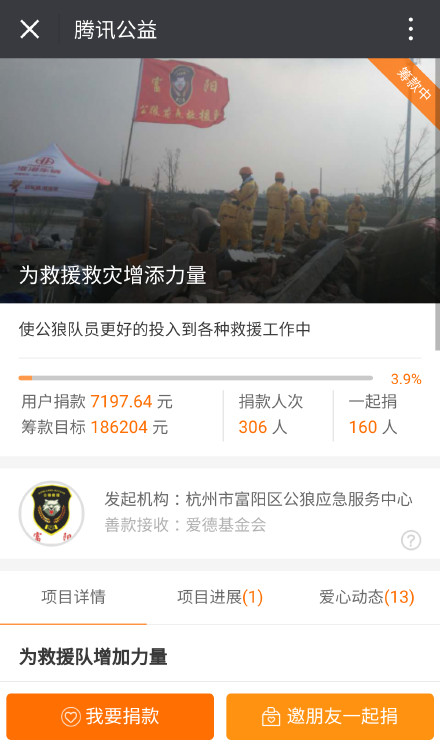 腾讯公益
筹款中
富 阳
公狼应急救援队
为救援救灾增添力量
使公狼队员更好的投入到各种救援工作中
3.9%
用户捐款 7197.64 元
捐款人次
一起捐
筹款目标 186204 元
306 人
160 人
发起机构：杭州市富阳区公狼应急服务中心
善款接收：爱德基金会
富 阳
项目详情
项目进展(1)
爱心动态(13)
为救援队增加力量
我要捐款
邀朋友一起捐